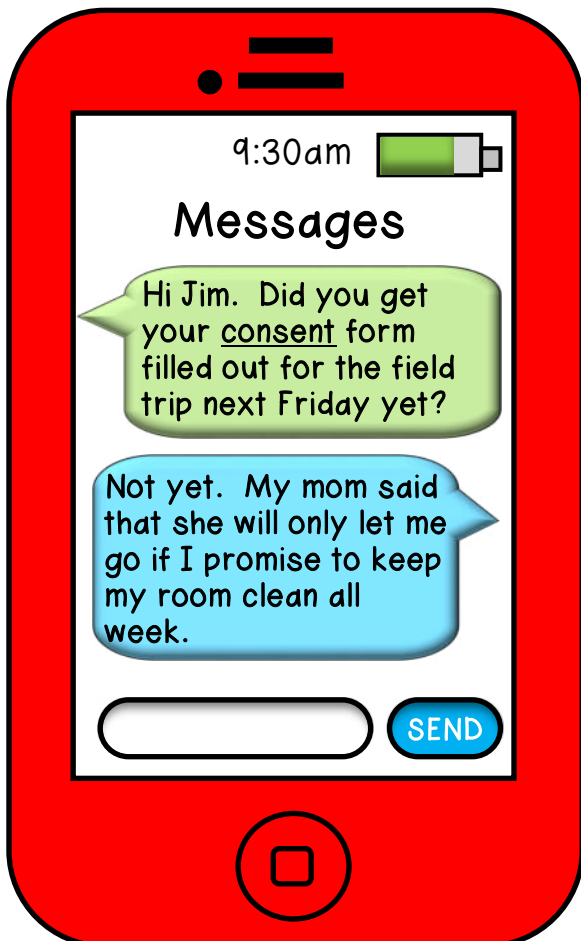 9:30am
Messages
Hi Jim. Did you get
your consent form
filled out for the field
trip next Friday yet?
Not yet. My mom said
that she will only let me
go if I promise to keep
my room clean all
week.
SEND